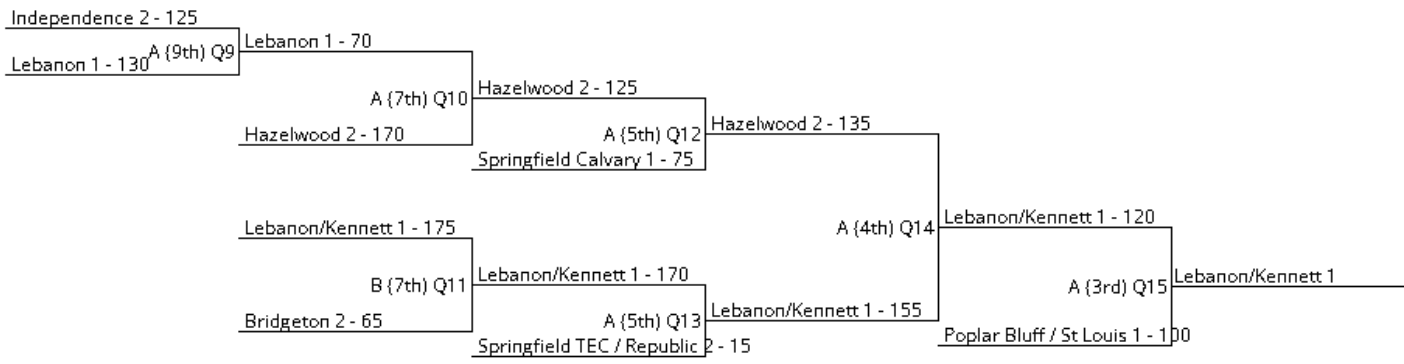 Independence 2 - 125
A (9th) Q9
Lebanon 1 - 130
Lebanon 1 - 70
A (7th) Q10
Hazelwood 2 - 170
Hazelwood 2 - 125
A (5th) Q12
Springfield Calvary 1 - 75
Hazelwood 2 - 135
A (4th) Q14
Lebanon/Kennett 1 - 175
B (7th) Q11
Bridgeton 2 - 65
Lebanon/Kennett 1 - 170
A (5th) Q13
Springfield TEC / Republic 2 - 15
Lebanon/Kennett 1 - 155
Lebanon/Kennett 1 - 120
A (3rd) Q15
Poplar Bluff / St Louis 1 - 100
Lebanon/Kennett 1